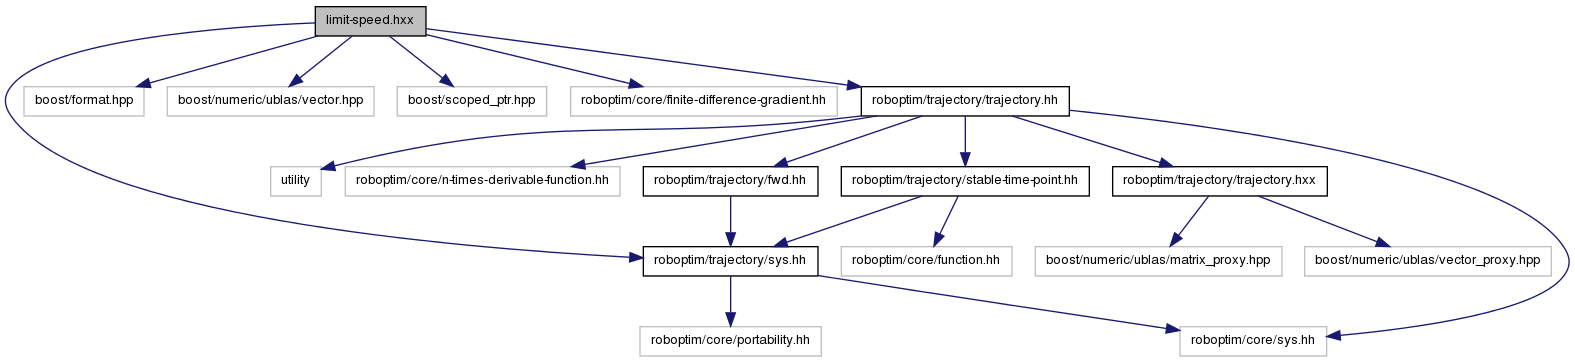 limit-speed.hxx
boost/format.hpp
boost/numeric/ublas/vector.hpp
boost/scoped_ptr.hpp
roboptim/core/finite-difference-gradient.hh
roboptim/trajectory/trajectory.hh
utility
roboptim/core/n-times-derivable-function.hh
roboptim/trajectory/fwd.hh
roboptim/trajectory/stable-time-point.hh
roboptim/trajectory/trajectory.hxx
roboptim/trajectory/sys.hh
roboptim/core/function.hh
boost/numeric/ublas/matrix_proxy.hpp
boost/numeric/ublas/vector_proxy.hpp
roboptim/core/portability.hh
roboptim/core/sys.hh